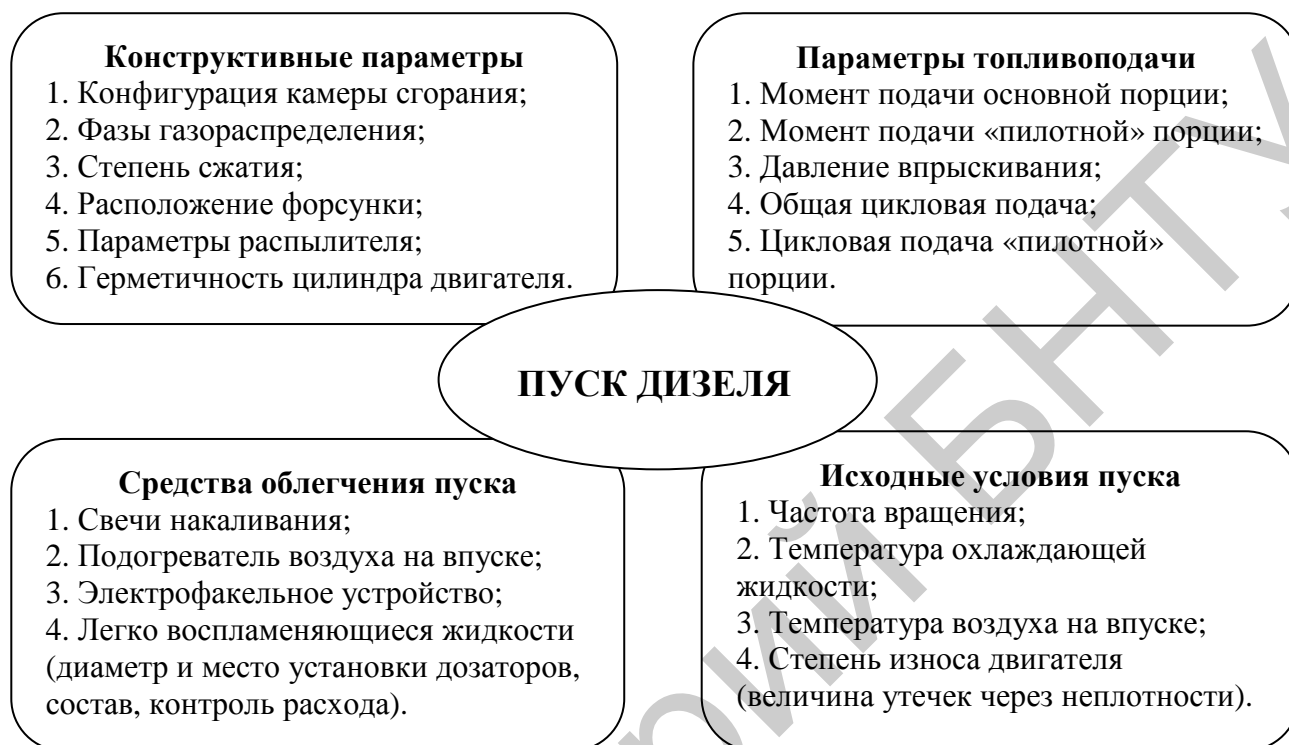 Конструктивные параметры
1. Конфигурация камеры сгорания;
2. Фазы газораспределения;
3. Степень сжатия;
4. Расположение форсунки;
5. Параметры распылителя;
6. Герметичность цилиндра двигателя.
Параметры топливоподачи
1. Момент подачи основной порции;
2. Момент подачи «пилотной» порции;
3. Давление впрыскивания;
4. Общая цикловая подача;
5. Цикловая подача «пилотной»
порции.
ПУСК ДИЗЕЛЯ
Средства облегчения пуска
1. Свечи накаливания;
2. Подогреватель воздуха на впуске;
3. Электрофакельное устройство;
4. Легко воспламеняющиеся жидкости
(диаметр и место установки дозаторов,
состав, контроль расхода).
Исходные условия пуска
1. Частота вращения;
2. Температура охлаждающей
жидкости;
3. Температура воздуха на впуске;
4. Степень износа двигателя
(величина утечек через неплотности).
рий БНТУ